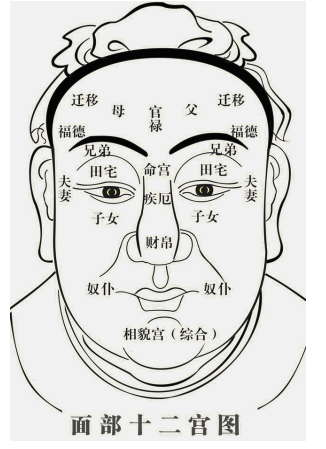 迁移 母 官禄 父 迁移
福德 福德
兄弟 兄弟
田宅 命宫 田宅
夫妻 疾厄 夫妻
子女 子女
财帛
奴仆 奴仆
相貌宫（综合）
面部十二宫图